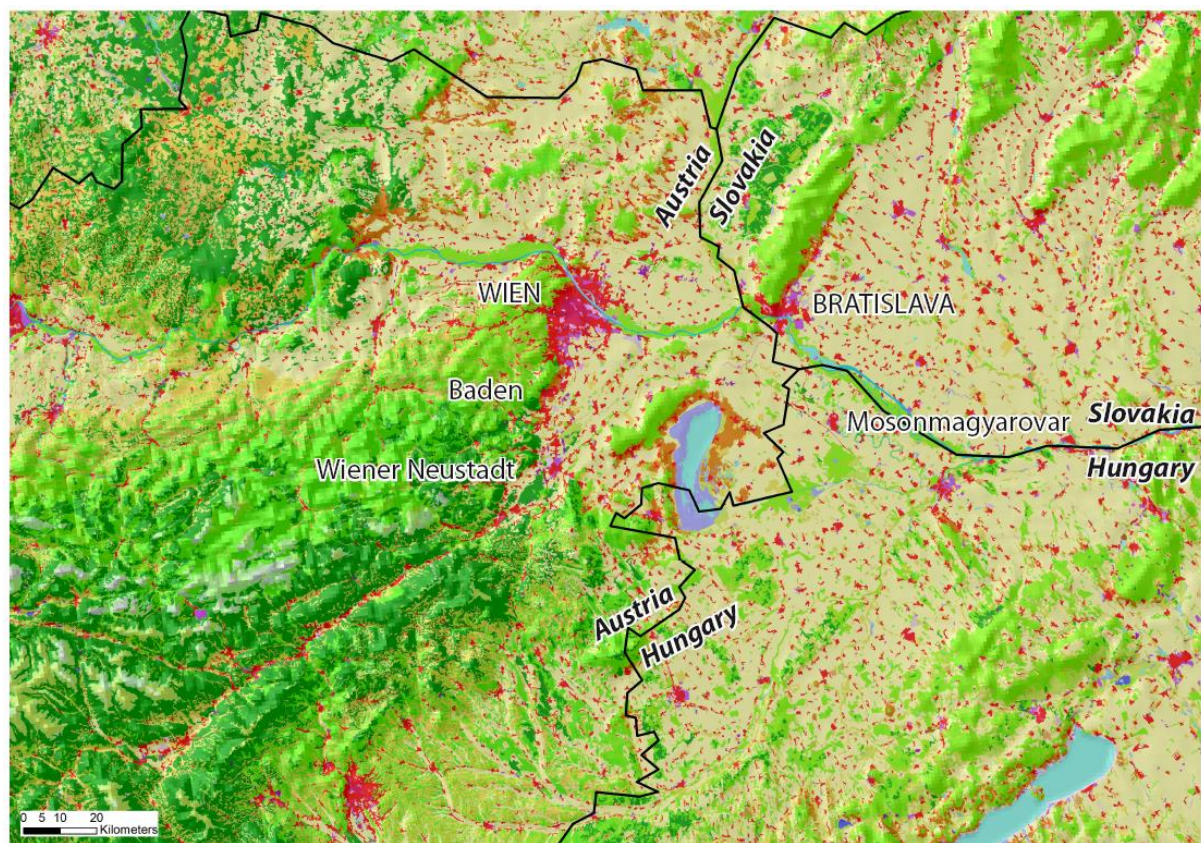 Austria
Slovakia
WIEN
BRATISLAVA
Baden
Mosonmagyarovar
Slovakia
Wiener Neustadt
Hungary
Austria
Hungary
0 5 10 20
Kilometers